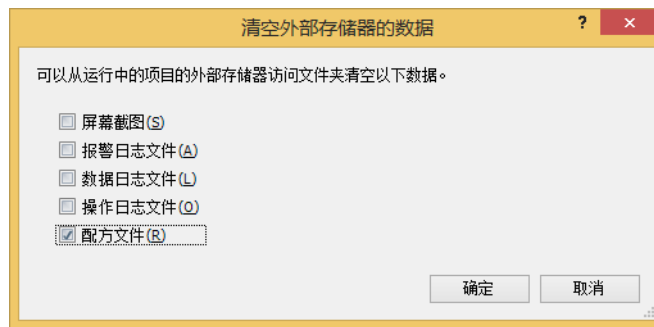 清空外部存储器的数据
可以从运行中的项目的外部存储器访问文件夹清空以下数据。
屏幕截图(S)
报警日志文件(A)
数据日志文件(L)
操作日志文件(O)
配方文件(R)
确定 取消